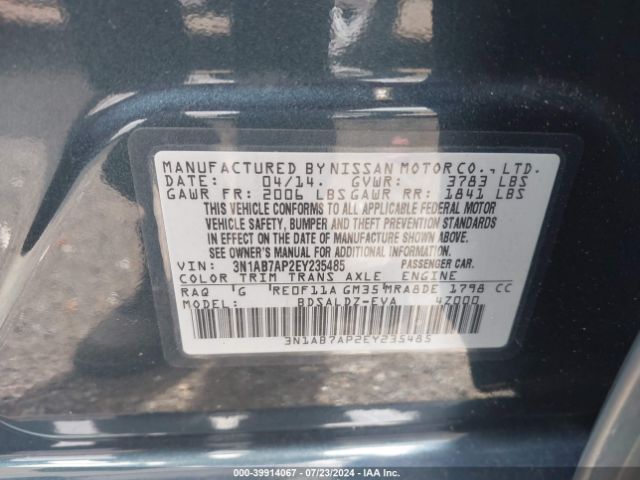 MANUFACTURED BY NISSAN MOTOR CO., LTD.
DATE: 04/14. GVWR: 3783 LBS
GAWR FR: 2006 LBS GAWR RR: 1841 LBS
THIS VEHICLE CONFORMS TO ALL APPLICABLE FEDERAL MOTOR
VEHICLE SAFETY, BUMPER AND THEFT PREVENTION STANDARDS
IN EFFECT ON THE DATE OF MANUFACTURE SHOWN ABOVE.
SEE OWNER'S MANUAL FOR ADDITIONAL INFORMATION.
VIN: 3N1AB7AP2EY235485 PASSENGER CAR.
COLOR TRIM TRANS AXLE ENGINE
RAQ G RE0F11A GM35 MRA8DE 1798 CC
MODEL: BDSALDZ-EVA 47000
3N1AB7AP2EY235485
000-39914067 - 07/23/2024 - IAA Inc.